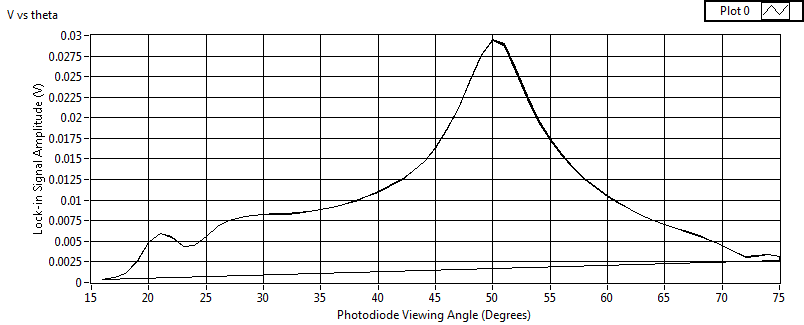 V vs theta
Plot 0
0.03
0.0275
0.025
0.0225
0.02
0.0175
0.015
0.0125
0.01
0.0075
0.005
0.0025
0
Lock-in Signal Amplitude (V)
15 20 25 30 35 40 45 50 55 60 65 70 75
Photodiode Viewing Angle (Degrees)